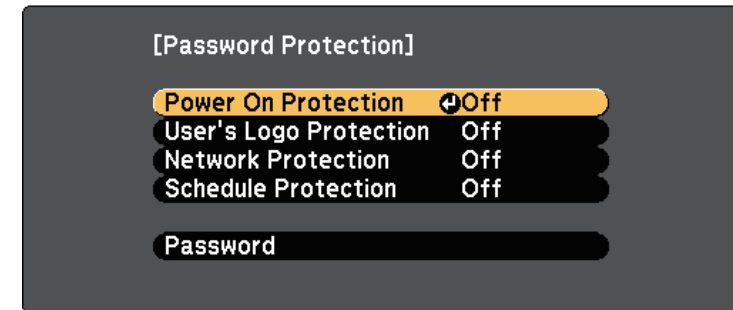 [Password Protection]
Power On Protection Off
User's Logo Protection Off
Network Protection Off
Schedule Protection Off
Password